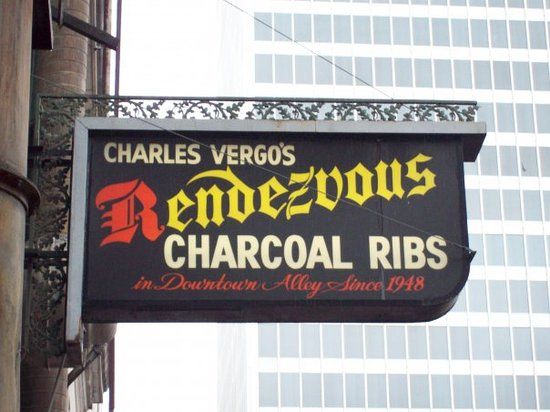 CHARLES VERGO'S
Rendezvous
CHARCOAL RIBS
in Downtown Alley Since 1948